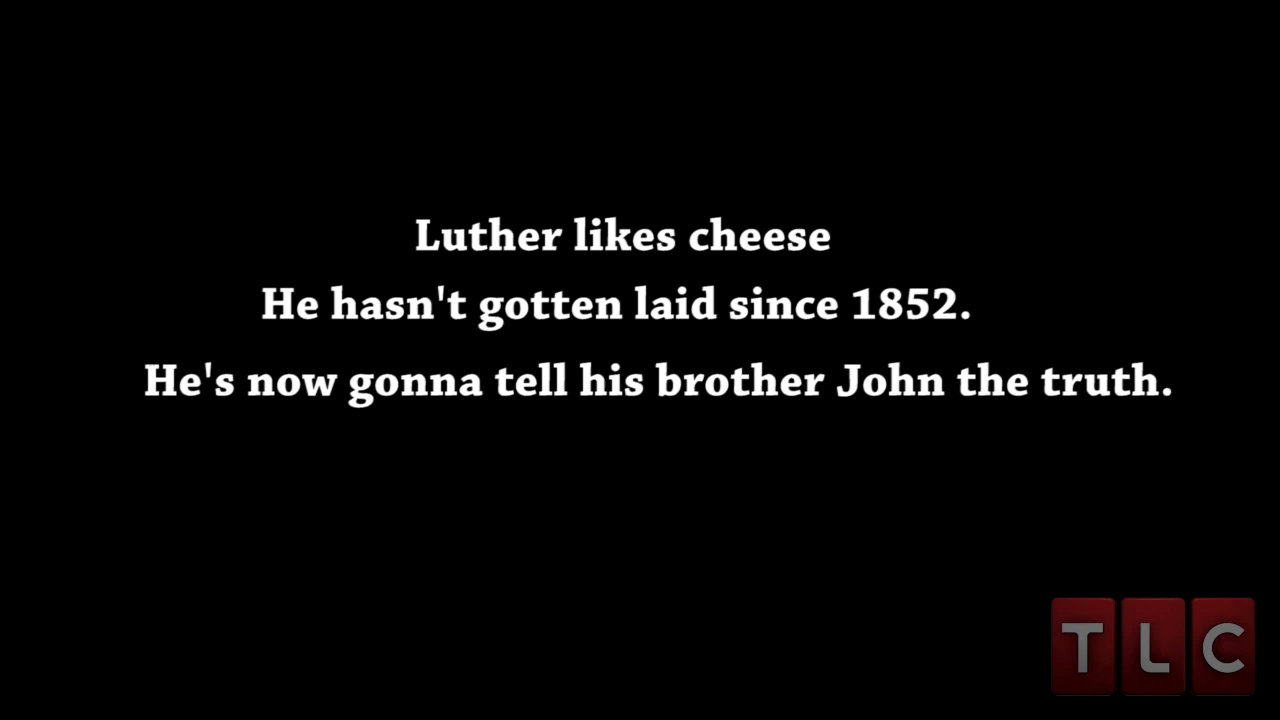 Luther likes cheese
He hasn't gotten laid since 1852.
He's now gonna tell his brother John the truth.
TLC